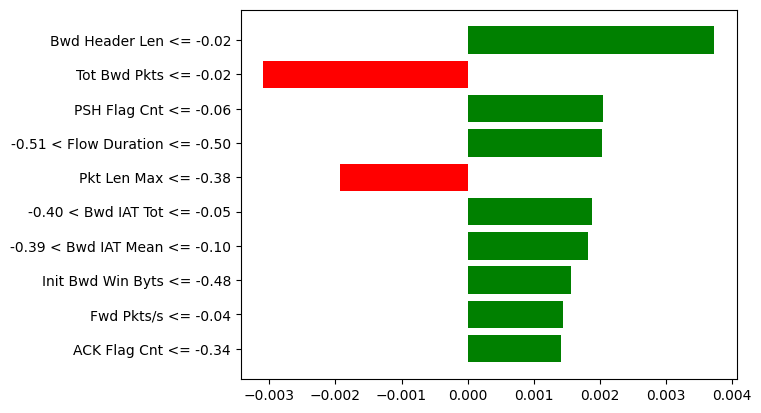 Bwd Header Len <= -0.02
Tot Bwd Pkts <= -0.02
PSH Flag Cnt <= -0.06
-0.51 < Flow Duration <= -0.50
Pkt Len Max <= -0.38
-0.40 < Bwd IAT Tot <= -0.05
-0.39 < Bwd IAT Mean <= -0.10
Init Bwd Win Byts <= -0.48
Fwd Pkts/s <= -0.04
ACK Flag Cnt <= -0.34
−0.003 −0.002 −0.001 0.000 0.001 0.002 0.003 0.004